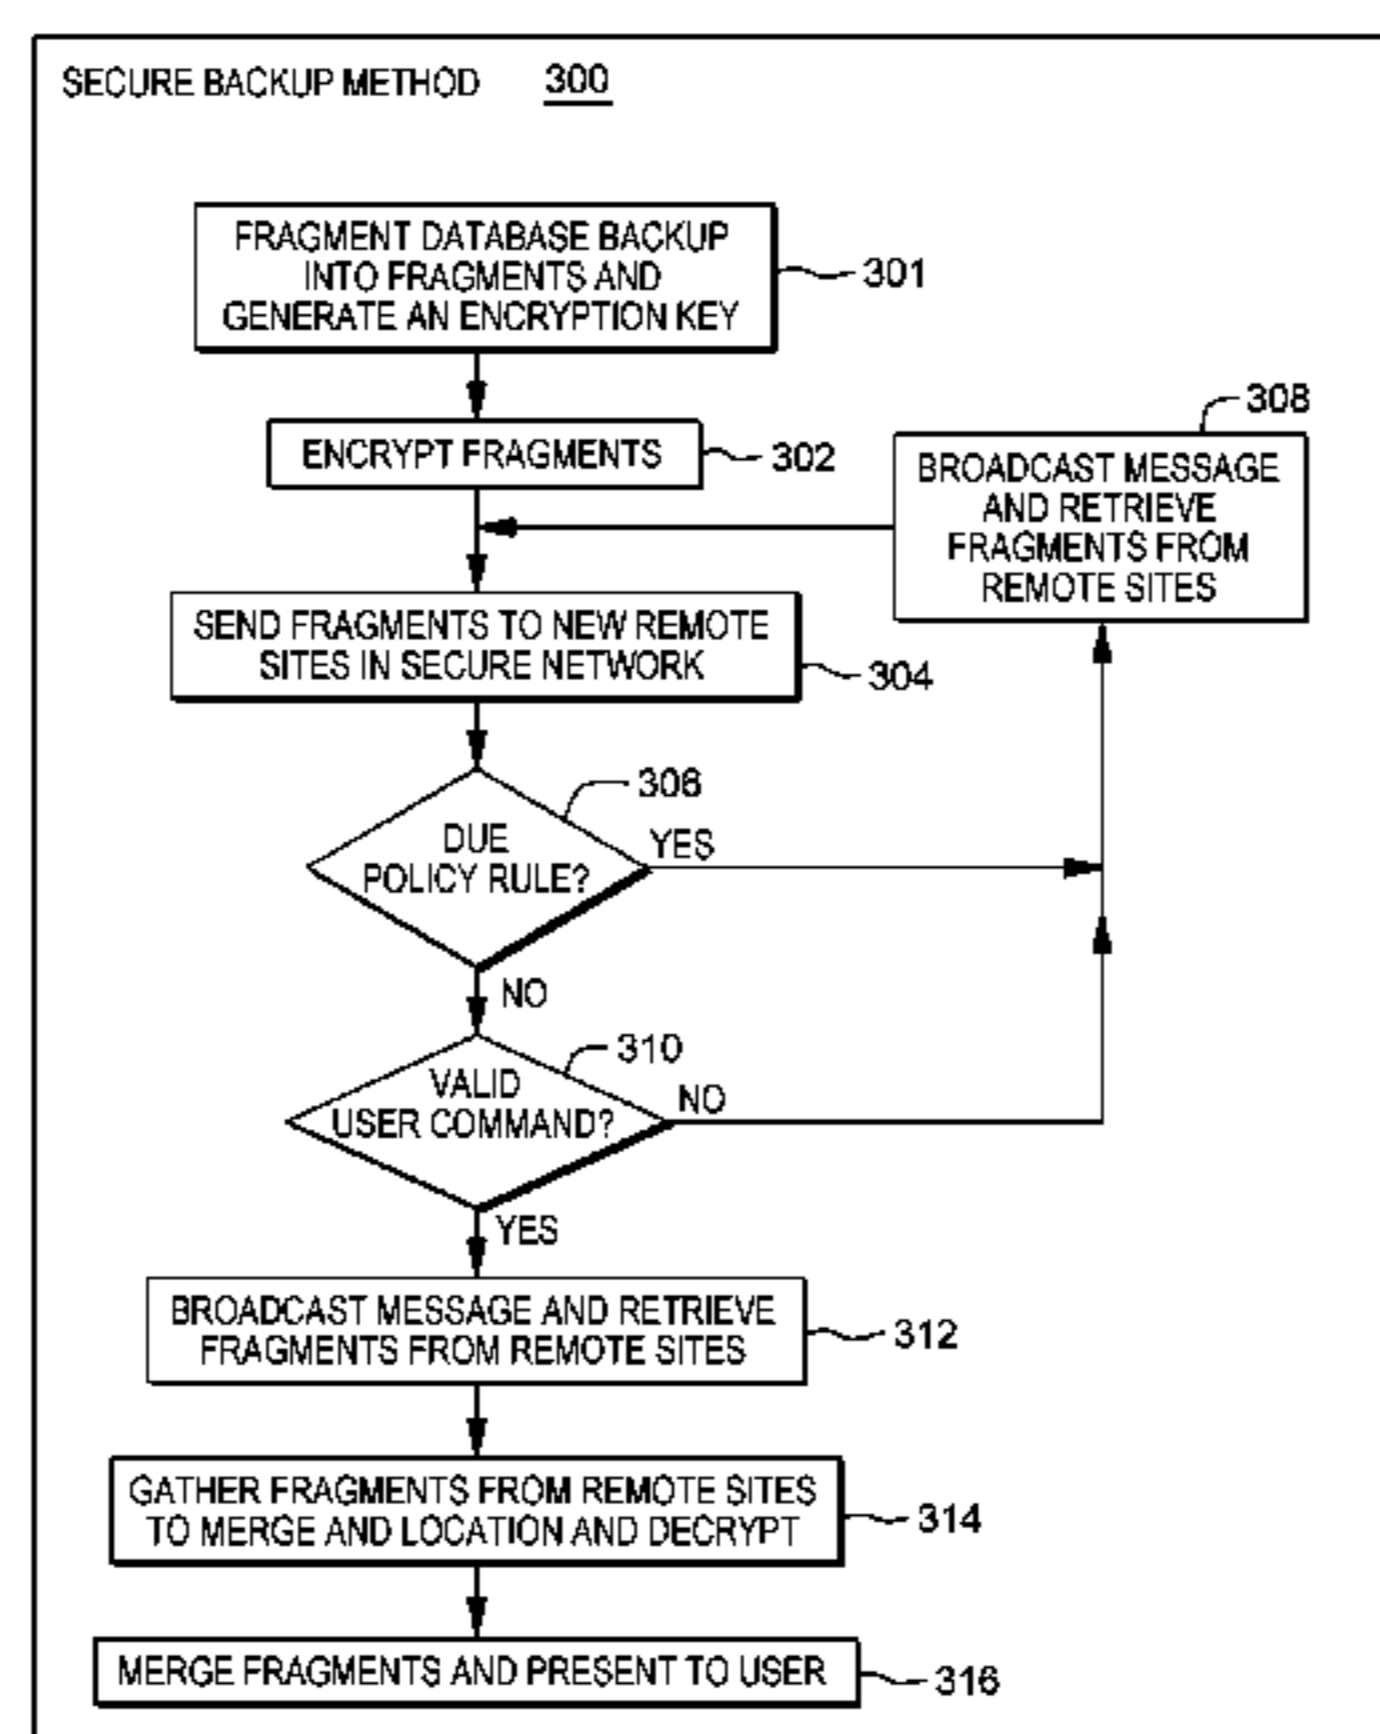 SECURE BACKUP METHOD 300
FRAGMENT DATABASE BACKUP
INTO FRAGMENTS AND
GENERATE AN ENCRYPTION KEY
301
ENCRYPT FRAGMENTS
302
308
BROADCAST MESSAGE
AND RETRIEVE
FRAGMENTS FROM
REMOTE SITES
SEND FRAGMENTS TO NEW REMOTE
SITES IN SECURE NETWORK
304
306
DUE
POLICY RULE?
YES
NO
310
VALID
USER COMMAND?
NO
YES
BROADCAST MESSAGE AND RETRIEVE
FRAGMENTS FROM REMOTE SITES
312
GATHER FRAGMENTS FROM REMOTE SITES
TO MERGE AND LOCATION AND DECRYPT
314
MERGE FRAGMENTS AND PRESENT TO USER
316